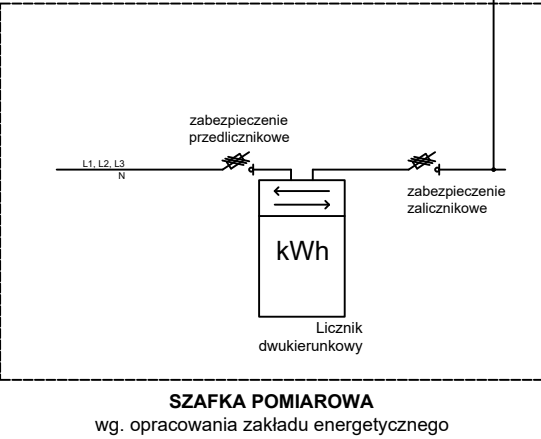 zabezpieczenie
przedlicznikowe
L1, L2, L3
N
zabezpieczenie
zalicznikowe
kWh
Licznik
dwukierunkowy
SZAFKA POMIAROWA
wg. opracowania zakładu energetycznego